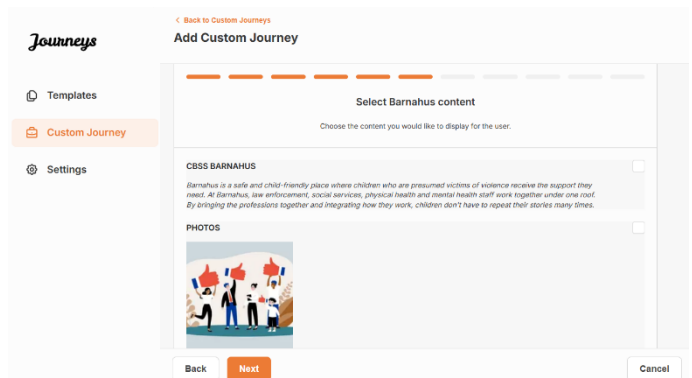 < Back to Custom Journeys
Journeys
Add Custom Journey
Templates
Custom Journey
Settings
Select Barnahus content
Choose the content you would like to display for the user.
CBSS BARNAHUS
Barnahus is a safe and child-friendly place where children who are presumed victims of violence receive the support they
need. At Barnahus, law enforcement, social services, physical health and mental health staff work together under one roof.
By bringing the professions together and integrating how they work, children don't have to repeat their stories many times.
PHOTOS
Back
Next
Cancel